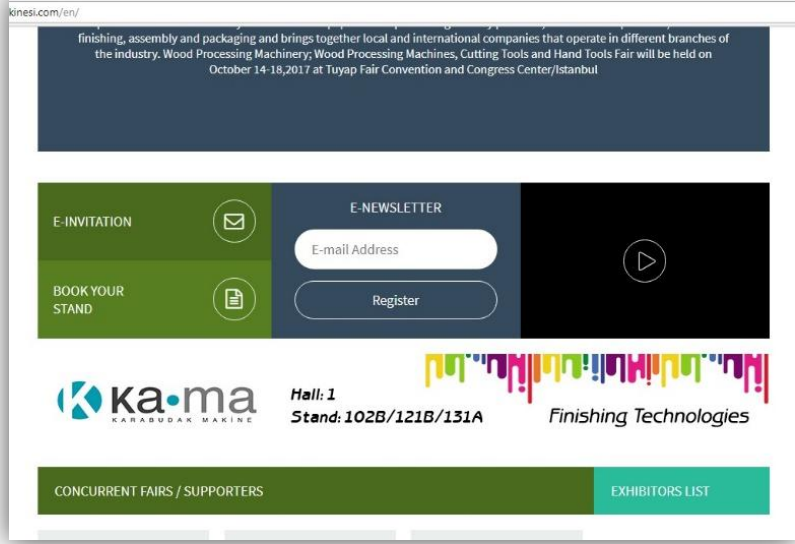 kinesi.com/en/
finishing, assembly and packaging and brings together local and international companies that operate in different branches of
the industry. Wood Processing Machinery; Wood Processing Machines, Cutting Tools and Hand Tools Fair will be held on
October 14-18,2017 at Tuyap Fair Convention and Congress Center/Istanbul
E-INVITATION
BOOK YOUR
STAND
E-NEWSLETTER
E-mail Address
Register
ka·ma
KARABUDAK MAKİNE
Hall: 1
Stand: 102B/121B/131A
Finishing Technologies
CONCURRENT FAIRS / SUPPORTERS
EXHIBITORS LIST